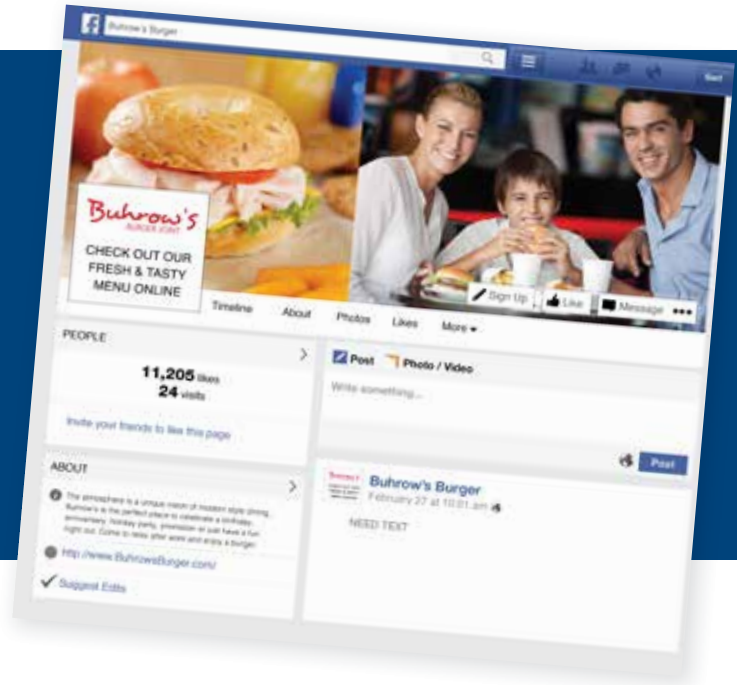 f Buhrow's Burger
Buhrow's
BURGER JOINT
CHECK OUT OUR
FRESH & TASTY
MENU ONLINE
Sign Up Like Message •••
Timeline About Photos Likes More
PEOPLE
11,205 likes
24 visits
Invite your friends to like this page
Post Photo / Video
Write something...
Post
ABOUT
The atmosphere is a unique vision of modern style dining.
Buhrow's is the perfect place to celebrate a birthday,
anniversary, holiday party, promotion or just have a fun
night out. Come to relax after work and enjoy a burger.
http://www.BuhrowsBurger.com/
Suggest Edits
Buhrow's Burger
February 27 at 10:01 am
NEED TEXT